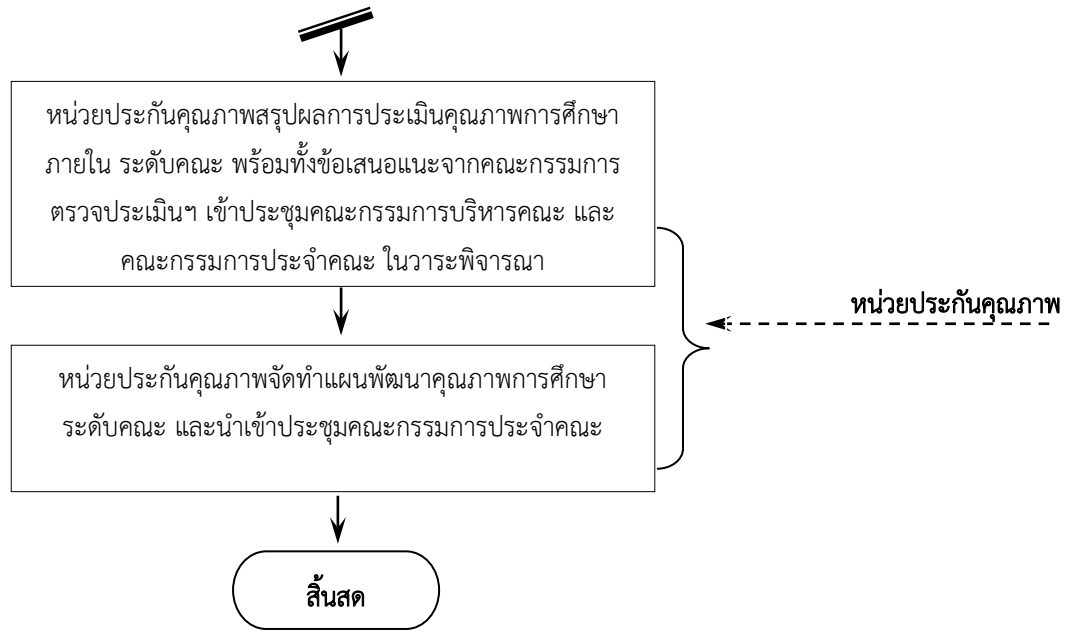 หน่วยประกันคุณภาพสรุปผลการประเมินคุณภาพการศึกษา
ภายใน ระดับคณะ พร้อมทั้งข้อเสนอแนะจากคณะกรรมการ
ตรวจประเมินฯ เข้าประชุมคณะกรรมการบริหารคณะ และ
คณะกรรมการประจำคณะ ในวาระพิจารณา
หน่วยประกันคุณภาพ
หน่วยประกันคุณภาพจัดทำแผนพัฒนาคุณภาพการศึกษา
ระดับคณะ และนำเข้าประชุมคณะกรรมการประจำคณะ
สิ้นสด